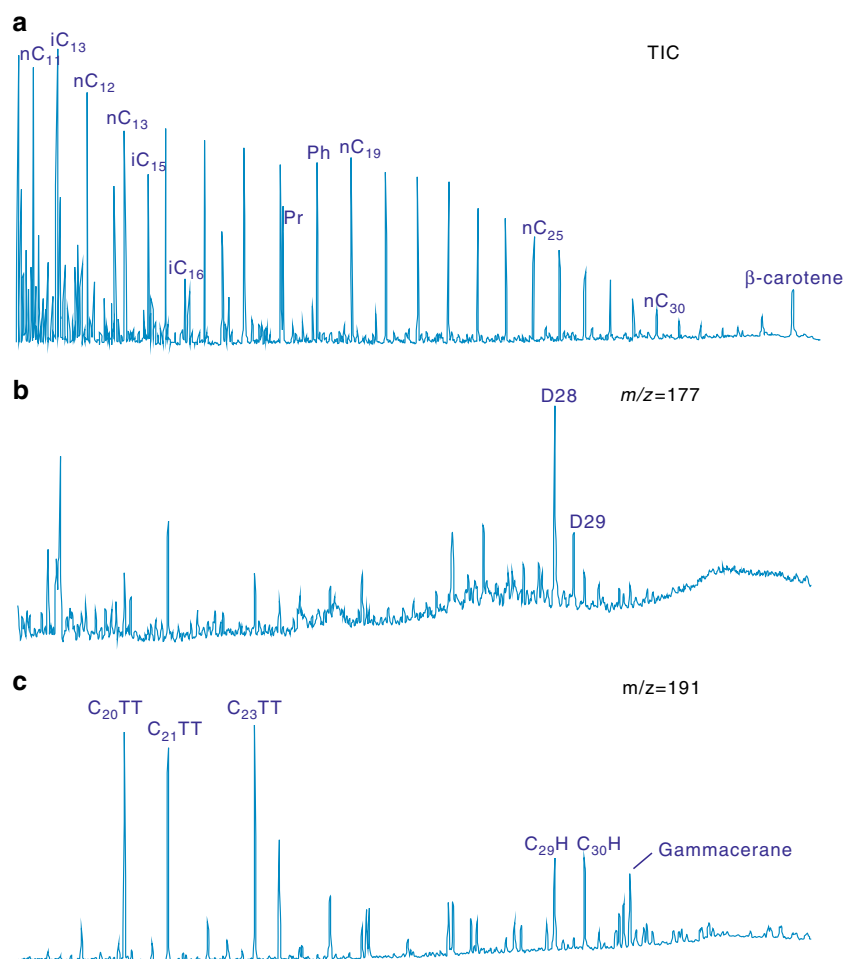 a
TIC
iC₁₃
nC₁₁
nC₁₂
nC₁₃
iC₁₅
iC₁₆
Pr
Ph
nC₁₉
nC₂₅
nC₃₀
β-carotene
b
m/z=177
D28
D29
c
m/z=191
C₂₀TT
C₂₁TT
C₂₃TT
C₂₉H
C₃₀H
Gammacerane